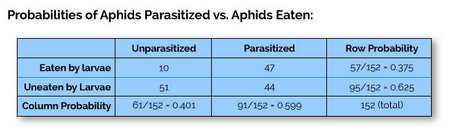 Probabilities of Aphids Parasitized vs. Aphids Eaten:
Unparasitized Parasitized Row Probability
Eaten by larvae 10 47 57/152 = 0.375
Uneaten by Larvae 51 44 95/152 = 0.625
Column Probability 61/152 = 0.401 91/152 = 0.599 152 (total)